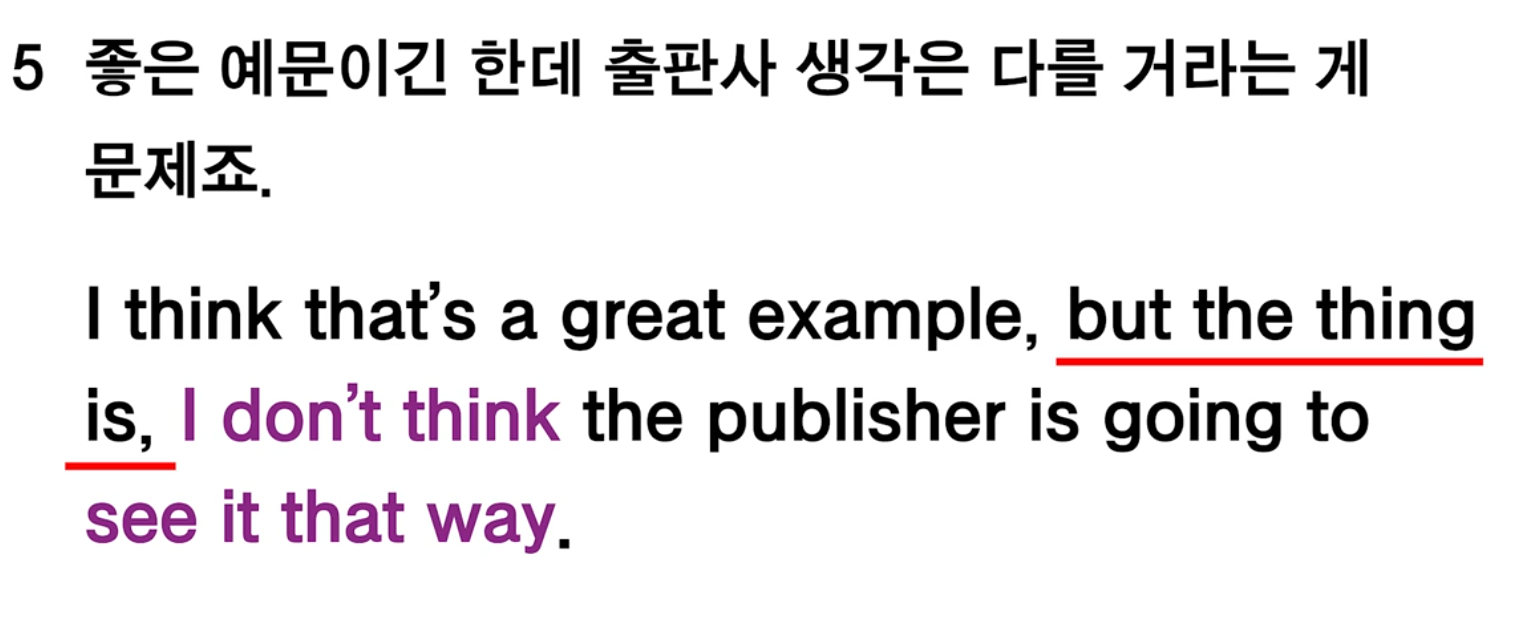 5 좋은 예문이긴 한데 출판사 생각은 다를 거라는 게
문제죠.
I think that’s a great example, but the thing
is, I don’t think the publisher is going to
see it that way.